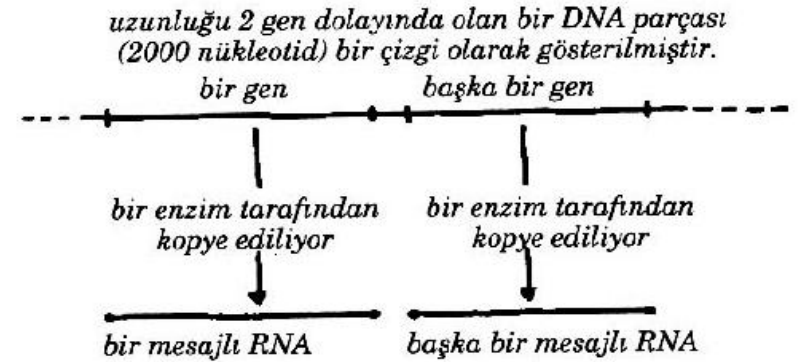 uzunluğu 2 gen dolayında olan bir DNA parçası
(2000 nükleotid) bir çizgi olarak gösterilmiştir.
bir gen başka bir gen
bir enzim tarafından bir enzim tarafından
kopye ediliyor kopye ediliyor
bir mesajlı RNA başka bir mesajlı RNA